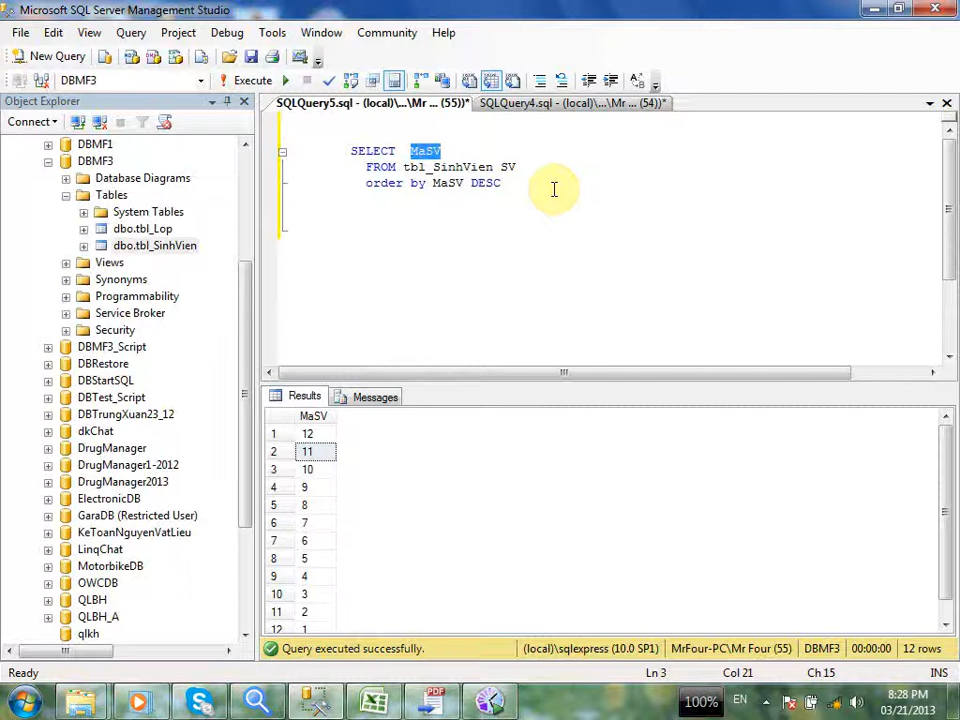 Microsoft SQL Server Management Studio
File Edit View Query Project Debug Tools Window Community Help
New Query
DBMF3 Execute
Object Explorer
SQLQuery5.sql - (local)\...\Mr ... (55))* SQLQuery4.sql - (local)\...\Mr ... (54))*
Connect
DBMF1
DBMF3
Database Diagrams
Tables
System Tables
dbo.tbl_Lop
dbo.tbl_SinhVien
Views
Synonyms
Programmability
Service Broker
Security
DBMF3_Script
DBRestore
DBStartSQL
DBTest_Script
DBTrungXuan23_12
dkChat
DrugManager
DrugManager1-2012
DrugManager2013
ElectronicDB
GaraDB (Restricted User)
KeToanNguyenVatLieu
LinqChat
MotorbikeDB
OWCDB
QLBH
QLBH_A
qlkh
SELECT MaSV
FROM tbl_SinhVien SV
order by MaSV DESC
Results Messages
MaSV
1 12
2 11
3 10
4 9
5 8
6 7
7 6
8 5
9 4
10 3
11 2
12 1
Query executed successfully. (local)\sqlexpress (10.0 SP1) MrFour-PC\Mr Four (55) DBMF3 00:00:00 12 rows
Ready Ln 3 Col 21 Ch 15 INS
100% EN 8:28 PM
03/21/2013